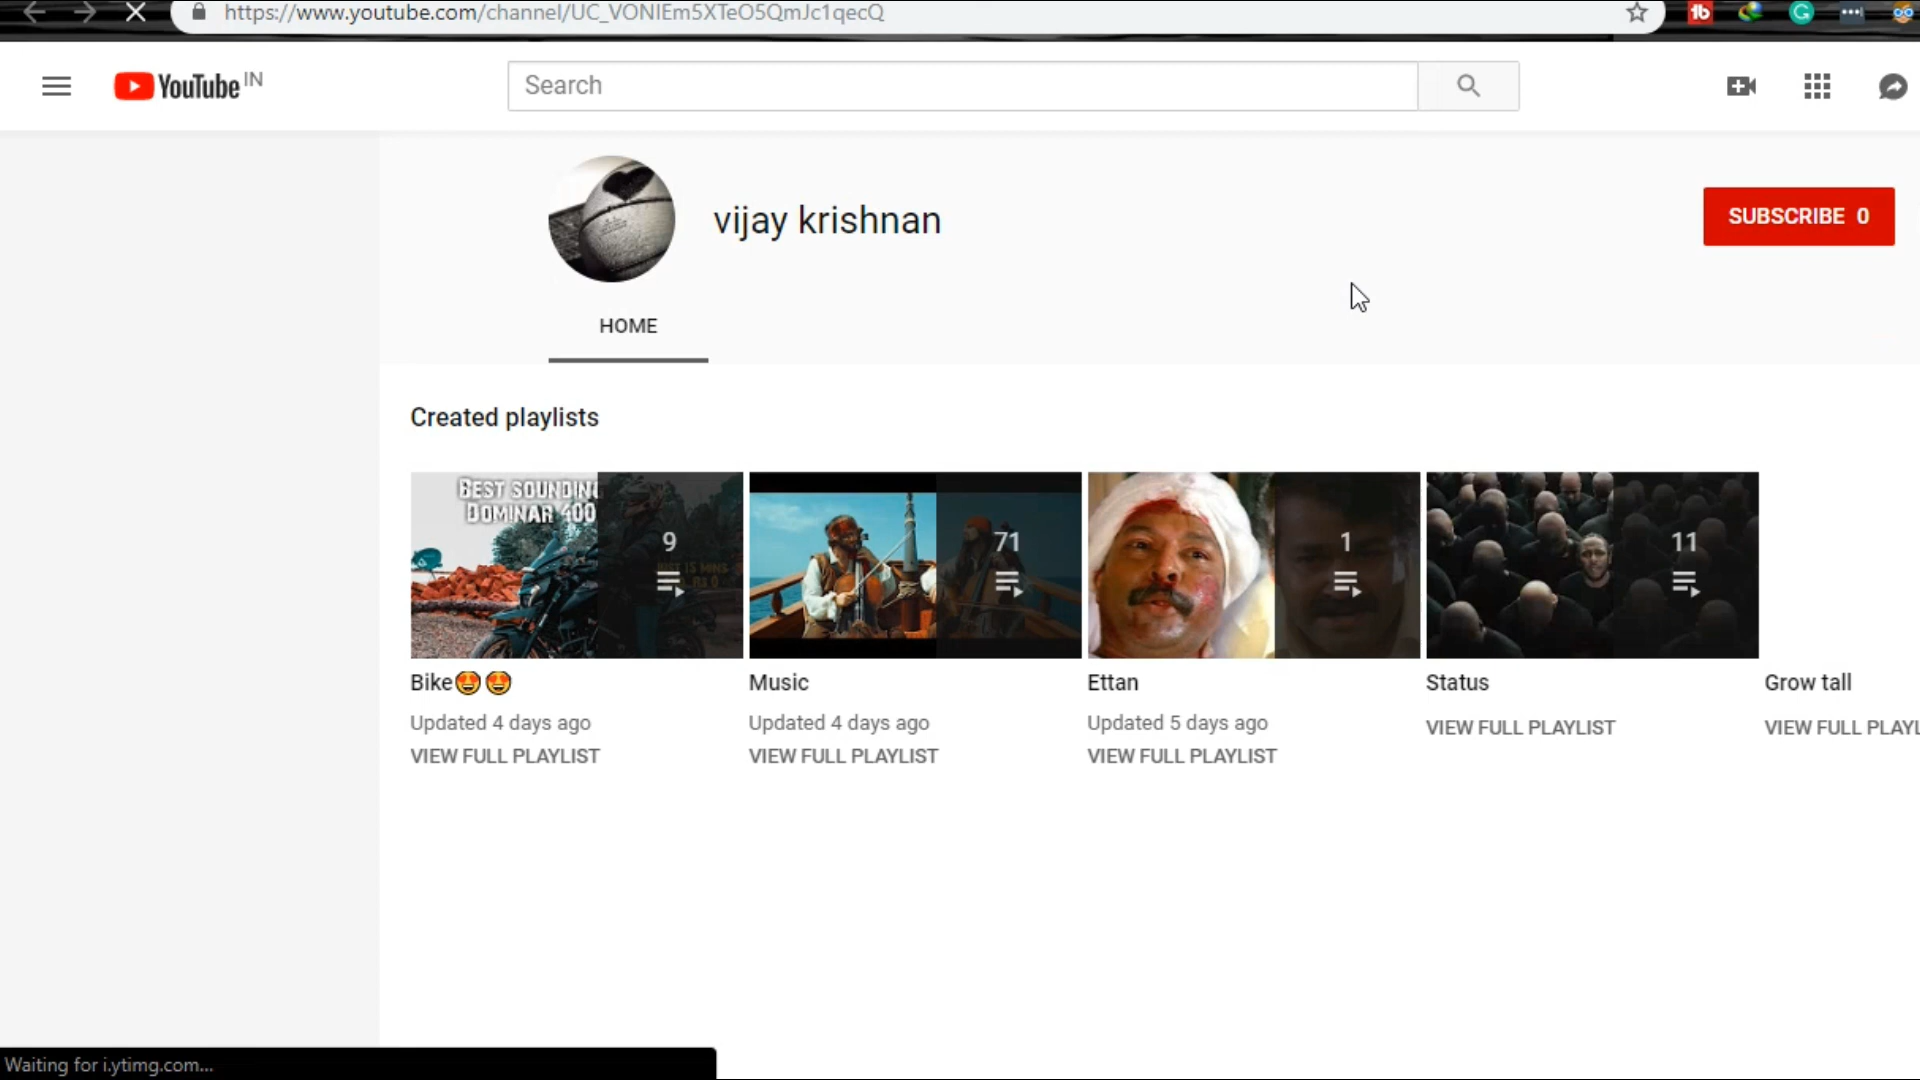 https://www.youtube.com/channel/UC_VONIEm5XTeO5QmJc1qecQ
YouTube IN
Search
vijay krishnan
SUBSCRIBE 0
HOME
Created playlists
BEST SOUNDIN
DOMINAR 400
9
71
1
11
Bike😍😍
Music
Ettan
Status
Grow tall
Updated 4 days ago
Updated 4 days ago
Updated 5 days ago
VIEW FULL PLAYLIST
VIEW FULL PLAYL
VIEW FULL PLAYLIST
VIEW FULL PLAYLIST
VIEW FULL PLAYLIST
Waiting for i.ytimg.com...